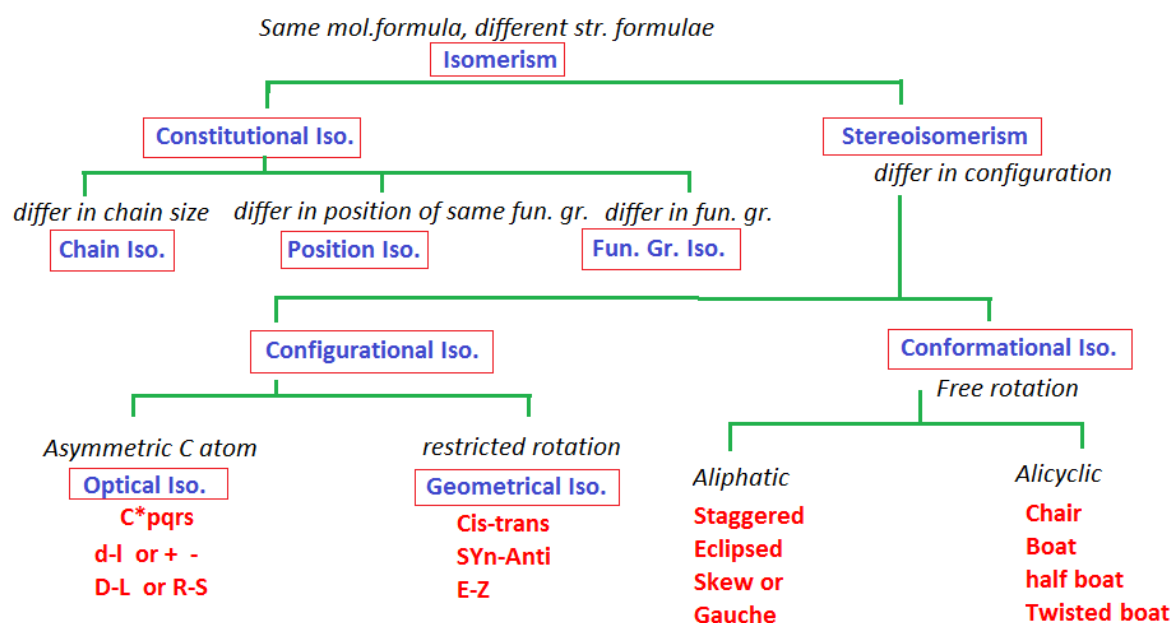 Same mol.formula, different str. formulae
Isomerism
Constitutional Iso.
Stereoisomerism
differ in configuration
differ in chain size
differ in position of same fun. gr.
differ in fun. gr.
Chain Iso.
Position Iso.
Fun. Gr. Iso.
Configurational Iso.
Conformational Iso.
Free rotation
Asymmetric C atom
restricted rotation
Optical Iso.
Geometrical Iso.
Aliphatic
Alicyclic
C*pqrs
d-l or + -
D-L or R-S
Cis-trans
SYn-Anti
E-Z
Staggered
Eclipsed
Skew or
Gauche
Chair
Boat
half boat
Twisted boat